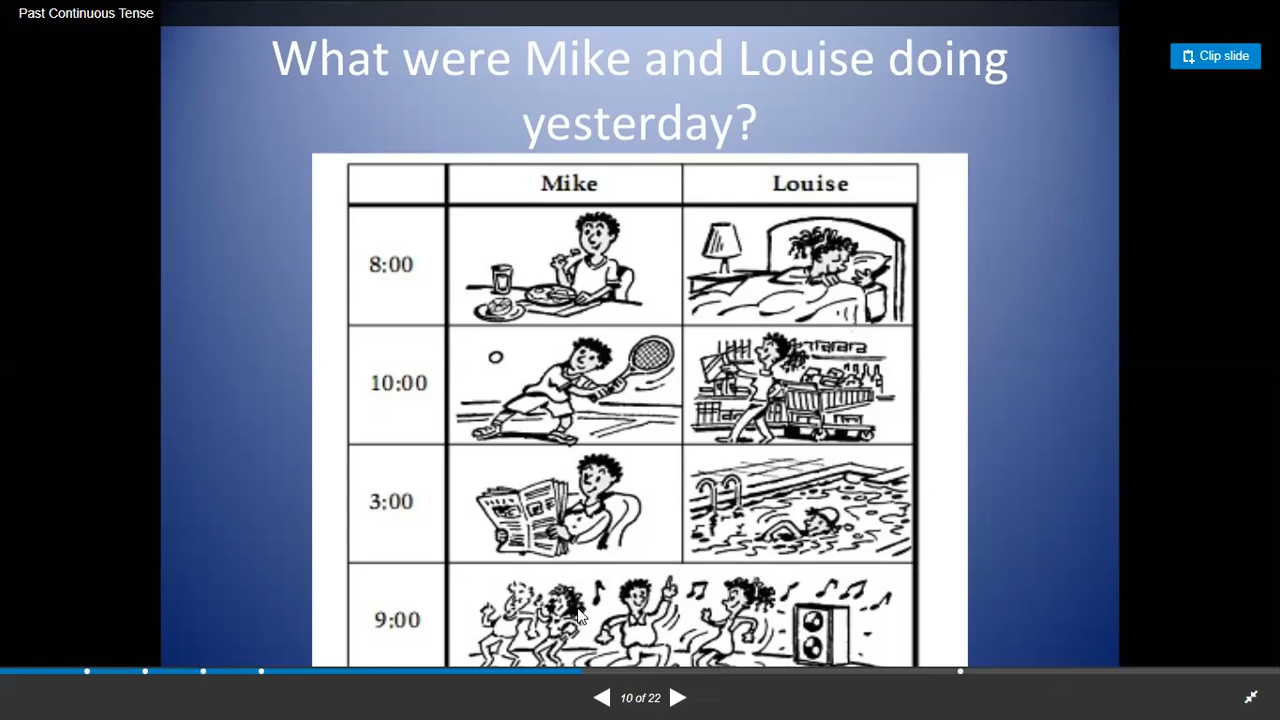 Past Continuous Tense
What were Mike and Louise doing
yesterday?
Clip slide
Mike Louise
8:00
10:00
3:00
9:00
10 of 22